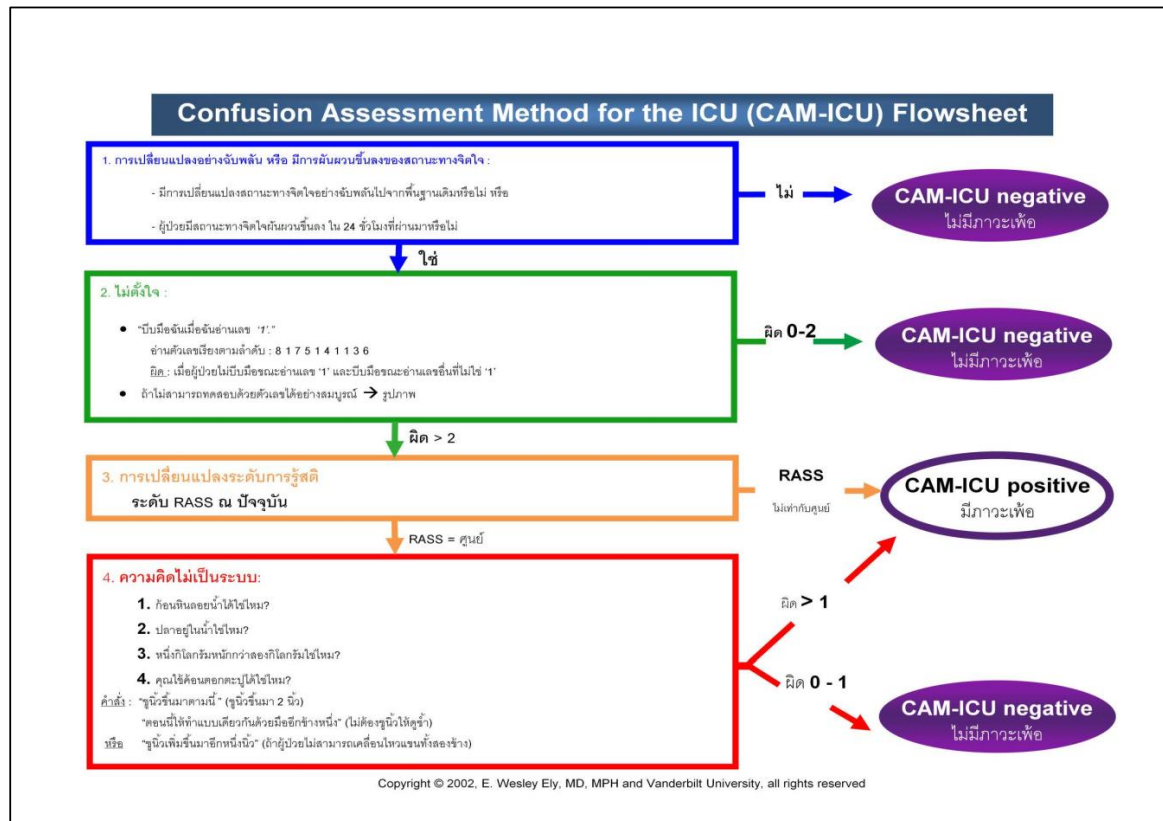 Confusion Assessment Method for the ICU (CAM-ICU) Flowsheet
1. การเปลี่ยนแปลงอย่างฉับพลัน หรือ มีการผันผวนขึ้นลงของสถานะทางจิตใจ :
- มีการเปลี่ยนแปลงสถานะทางจิตใจอย่างฉับพลันไปจากพื้นฐานเดิมหรือไม่ หรือ
- ผู้ป่วยมีสถานะทางจิตใจผันผวนขึ้นลง ใน 24 ชั่วโมงที่ผ่านมาหรือไม่
ไม่
CAM-ICU negative
ไม่มีภาวะเพ้อ
ใช่
2. ไม่ตั้งใจ :
• "บีบมือฉันเมื่อฉันอ่านเลข '1'."
อ่านตัวเลขเรียงตามลำดับ : 8 1 7 5 1 4 1 1 3 6
ผิด : เมื่อผู้ป่วยไม่บีบมือขณะอ่านเลข '1' และบีบมือขณะอ่านเลขอื่นที่ไม่ใช่ '1'
• ถ้าไม่สามารถทดสอบด้วยตัวเลขได้อย่างสมบูรณ์ → รูปภาพ
ผิด 0-2
CAM-ICU negative
ไม่มีภาวะเพ้อ
ผิด > 2
3. การเปลี่ยนแปลงระดับการรู้สติ
ระดับ RASS ณ ปัจจุบัน
RASS
ไม่เท่ากับศูนย์
CAM-ICU positive
มีภาวะเพ้อ
RASS = ศูนย์
4. ความคิดไม่เป็นระบบ:
1. ก้อนหินลอยน้ำได้ใช่ไหม?
2. ปลาอยู่ในน้ำใช่ไหม?
3. หนึ่งกิโลกรัมหนักกว่าสองกิโลกรัมใช่ไหม?
4. คุณใช้ค้อนตอกตะปูได้ใช่ไหม?
คำสั่ง : "ชูนิ้วขึ้นมาตามนี้" (ชูนิ้วขึ้นมา 2 นิ้ว)
"ตอนนี้ให้ทำแบบเดียวกันด้วยมืออีกข้างหนึ่ง" (ไม่ต้องชูนิ้วให้ดูซ้ำ)
หรือ "ชูนิ้วเพิ่มขึ้นมาอีกหนึ่งนิ้ว" (ถ้าผู้ป่วยไม่สามารถเคลื่อนไหวแขนทั้งสองข้าง)
ผิด > 1
ผิด 0 - 1
CAM-ICU negative
ไม่มีภาวะเพ้อ
Copyright © 2002, E. Wesley Ely, MD, MPH and Vanderbilt University, all rights reserved